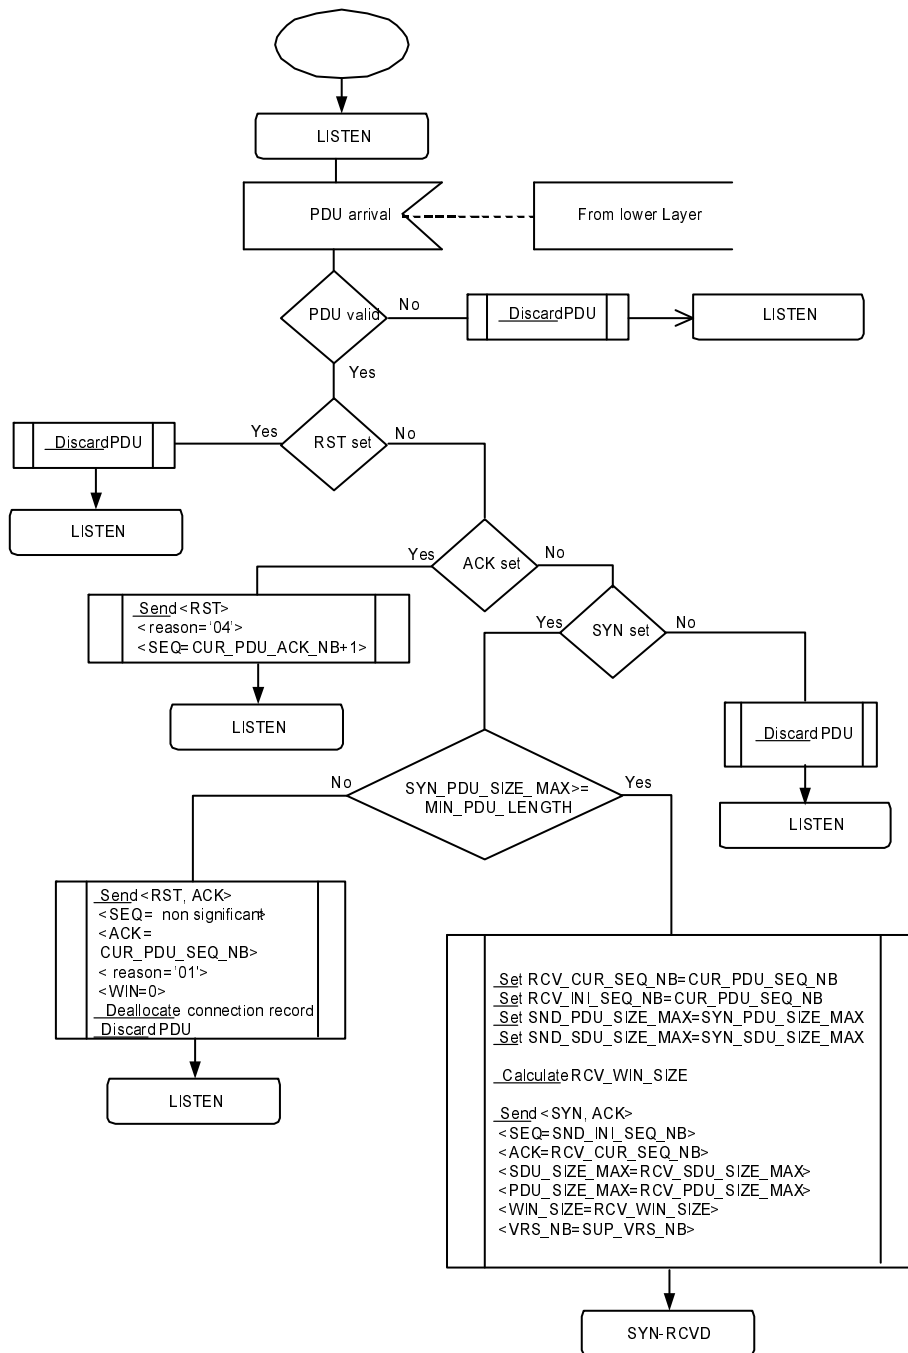 LISTEN
PDU arrival
From lower Layer
PDU valid
No
Discard PDU
LISTEN
Yes
Yes
RST set
No
Discard PDU
LISTEN
Yes
ACK set
No
Send <RST>
<reason='04'>
<SEQ=CUR_PDU_ACK_NB+1>
LISTEN
Yes
SYN set
No
Discard PDU
LISTEN
No
SYN_PDU_SIZE_MAX>=
MIN_PDU_LENGTH
Yes
Send <RST, ACK>
<SEQ= non significant>
<ACK=
CUR_PDU_SEQ_NB>
< reason='01'>
<WIN=0>
Deallocate connection record
Discard PDU
LISTEN
Set RCV_CUR_SEQ_NB=CUR_PDU_SEQ_NB
Set RCV_INI_SEQ_NB=CUR_PDU_SEQ_NB
Set SND_PDU_SIZE_MAX=SYN_PDU_SIZE_MAX
Set SND_SDU_SIZE_MAX=SYN_SDU_SIZE_MAX
Calculate RCV_WIN_SIZE
Send <SYN, ACK>
<SEQ=SND_INI_SEQ_NB>
<ACK=RCV_CUR_SEQ_NB>
<SDU_SIZE_MAX=RCV_SDU_SIZE_MAX>
<PDU_SIZE_MAX=RCV_PDU_SIZE_MAX>
<WIN_SIZE=RCV_WIN_SIZE>
<VRS_NB=SUP_VRS_NB>
SYN-RCVD